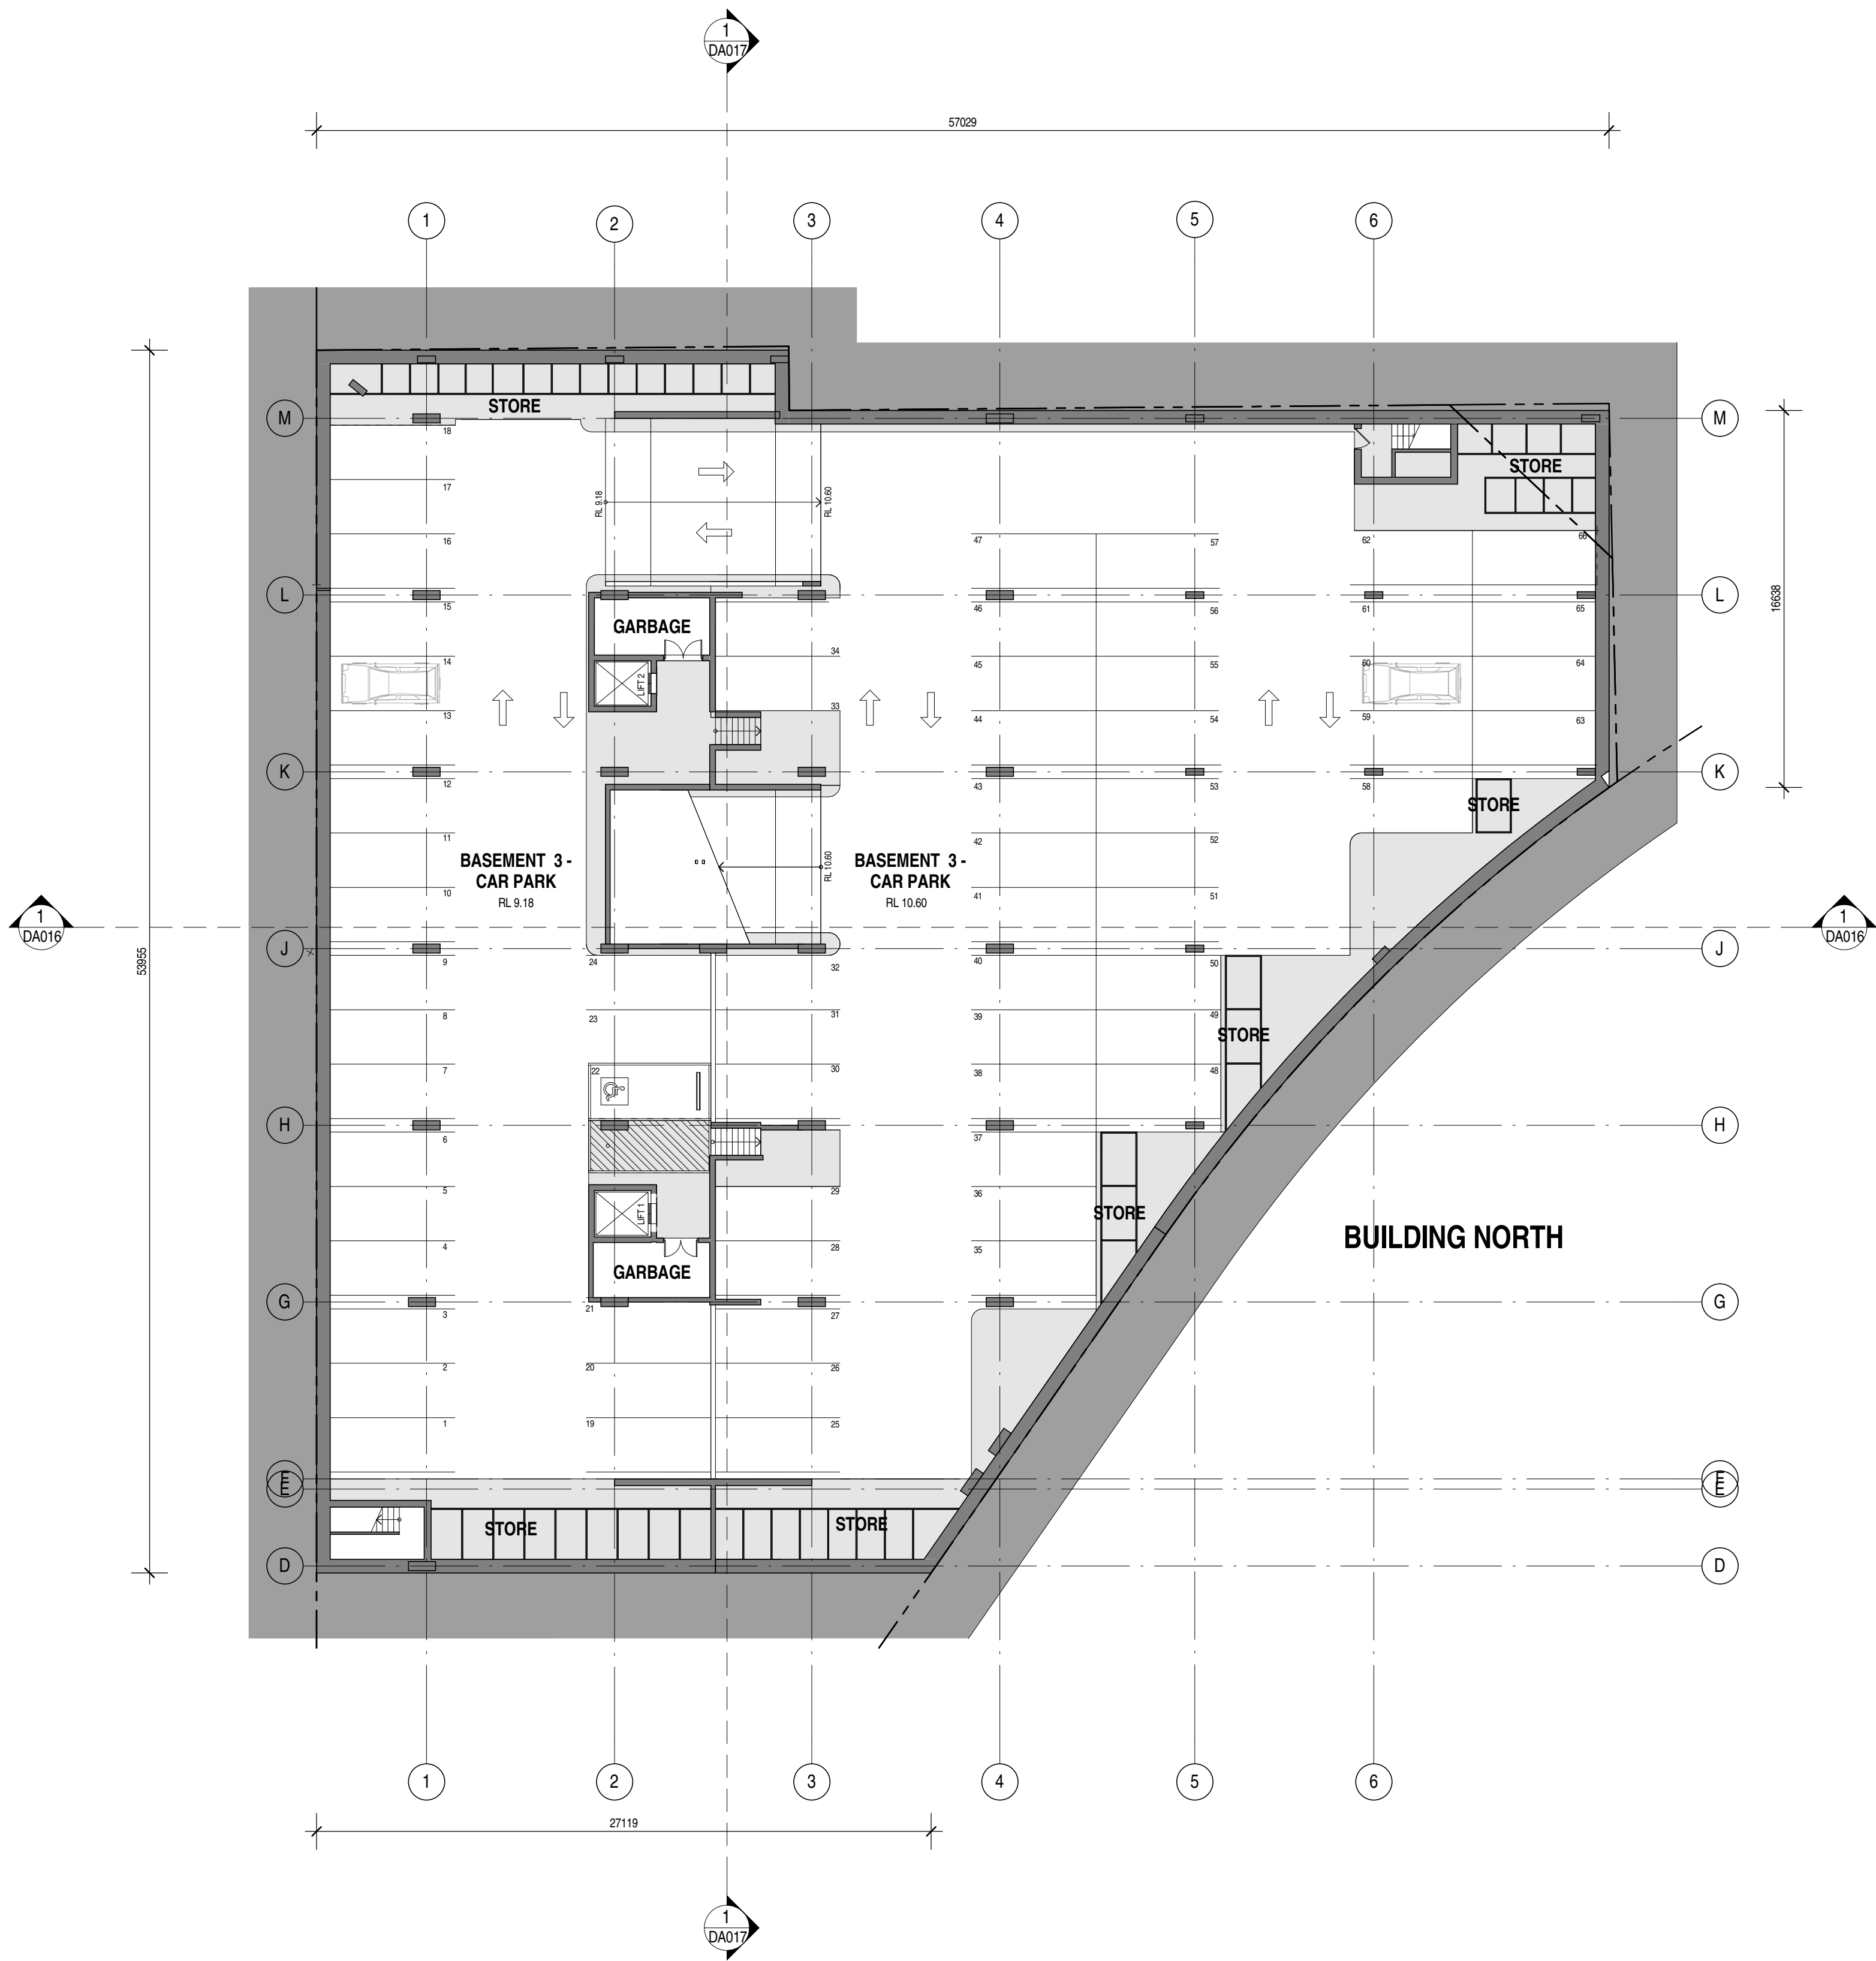 1
DA017
57029
1
2
3
4
5
6
M
STORE
M
18
STORE
17
RL 9.18
RL 10.60
16
47
57
62
66
L
L
15
46
56
61
65
16638
GARBAGE
34
14
45
55
60
64
LIFT 2
33
13
44
54
59
63
K
K
12
43
53
58
STORE
11
42
52
BASEMENT 3 -
CAR PARK
RL 9.18
RL 10.60
BASEMENT 3 -
CAR PARK
RL 10.60
10
41
51
1
DA016
1
DA016
53955
J
J
9
24
32
40
50
8
23
31
39
49
STORE
7
22
30
38
48
H
H
6
37
5
29
36
LIFT 1
STORE
BUILDING NORTH
4
28
35
GARBAGE
G
G
3
21
27
2
20
26
1
19
25
E
E
E
E
STORE
STORE
D
D
1
2
3
4
5
6
27119
1
DA017